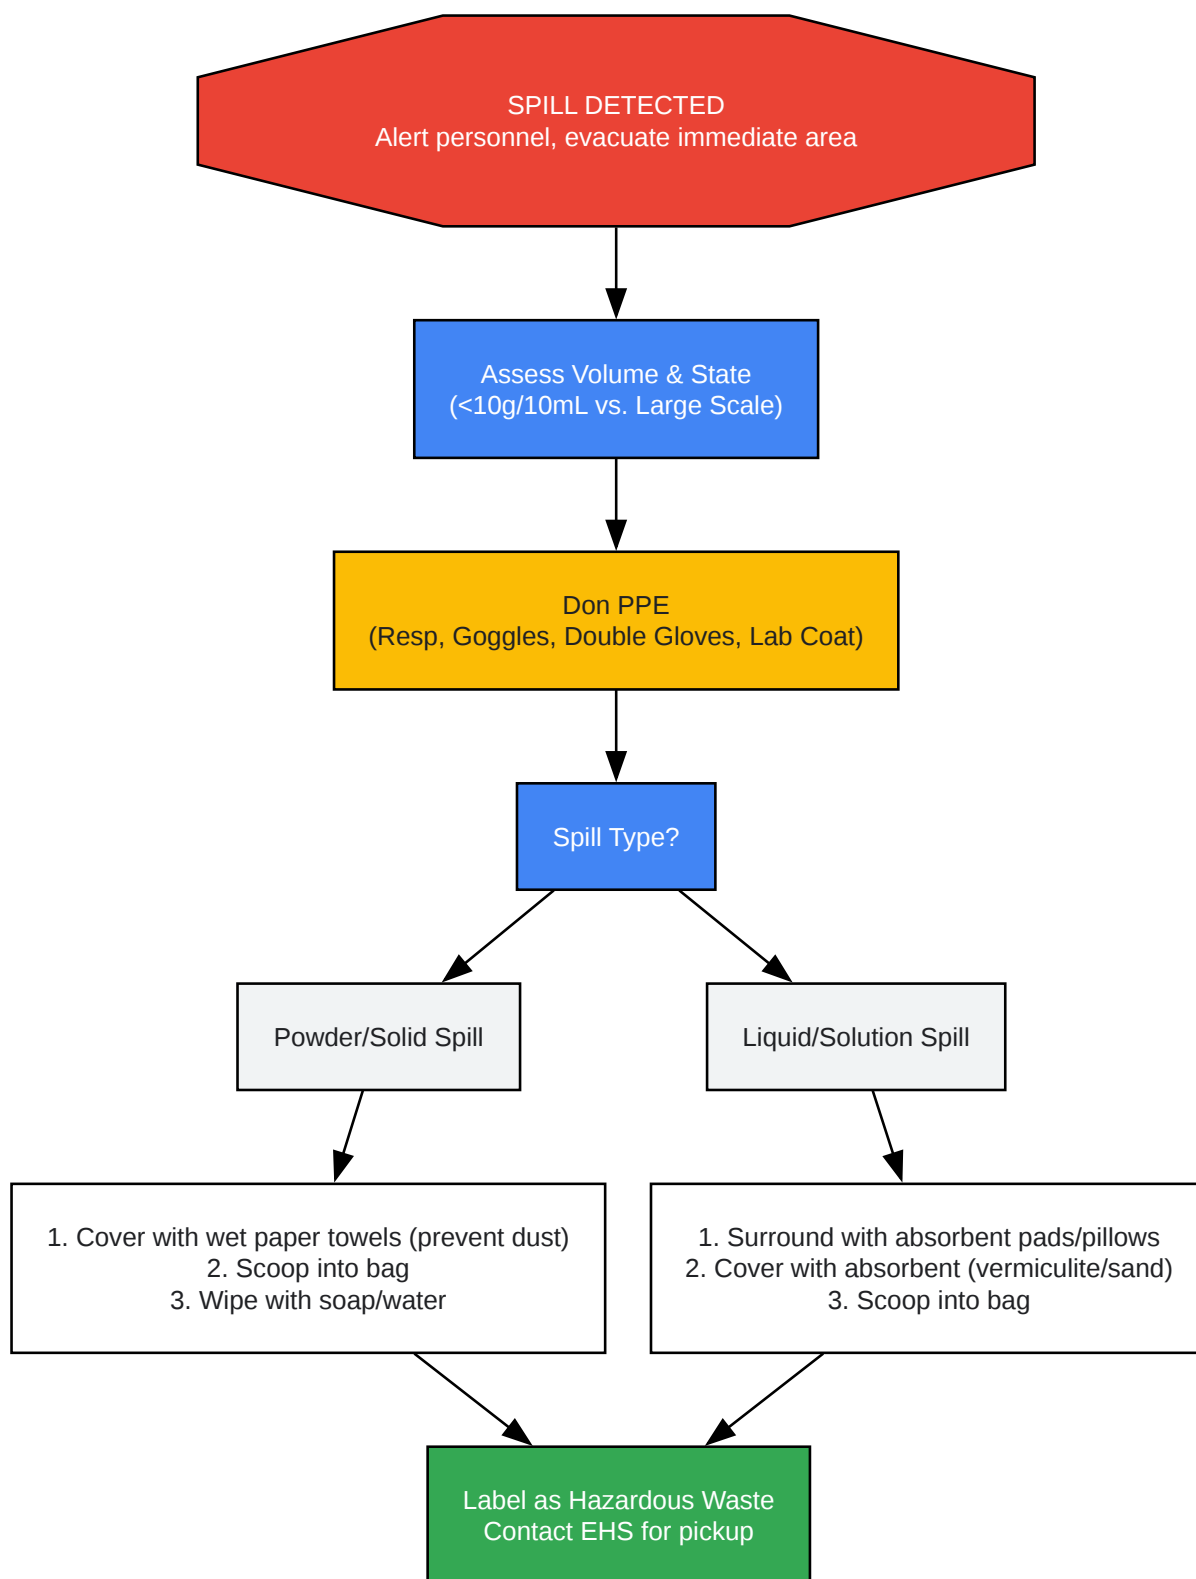 SPILL DETECTED
Alert personnel, evacuate immediate area
Assess Volume & State
(<10g/10mL vs. Large Scale)
Don PPE
(Resp, Goggles, Double Gloves, Lab Coat)
Spill Type?
Powder/Solid Spill
Liquid/Solution Spill
1. Cover with wet paper towels (prevent dust)
2. Scoop into bag
3. Wipe with soap/water
1. Surround with absorbent pads/pillows
2. Cover with absorbent (vermiculite/sand)
3. Scoop into bag
Label as Hazardous Waste
Contact EHS for pickup